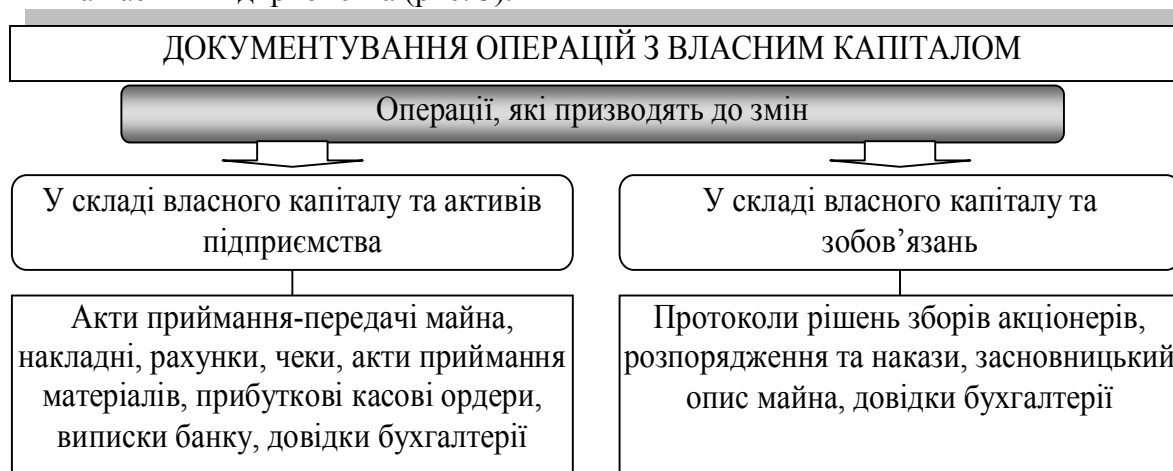 ДОКУМЕНТУВАННЯ ОПЕРАЦІЙ З ВЛАСНИМ КАПІТАЛОМ
Операції, які призводять до змін
У складі власного капіталу та активів
підприємства
У складі власного капіталу та
зобов’язань
Акти приймання-передачі майна,
накладні, рахунки, чеки, акти приймання
матеріалів, прибуткові касові ордери,
виписки банку, довідки бухгалтерії
Протоколи рішень зборів акціонерів,
розпорядження та накази, засновницький
опис майна, довідки бухгалтерії